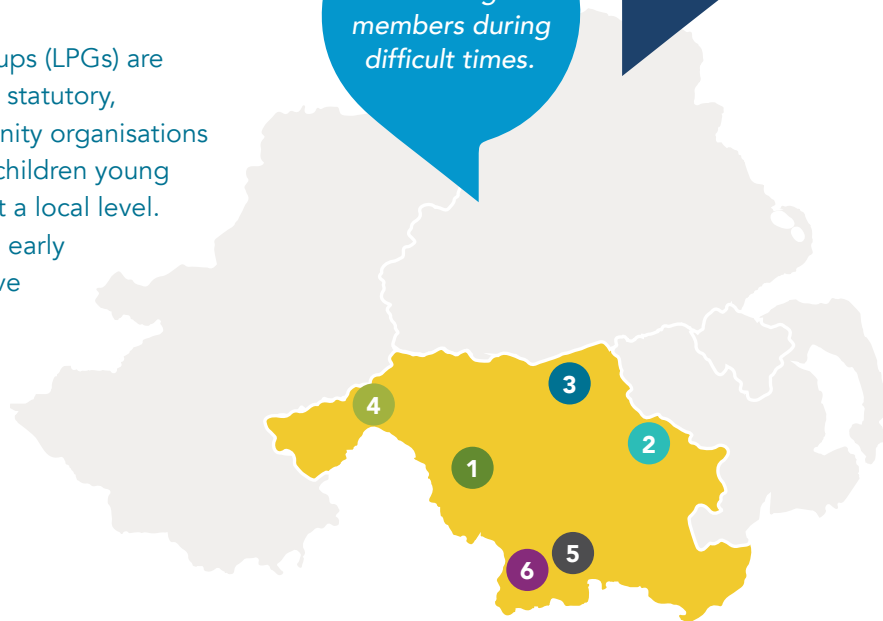 members during
difficult times.
ups (LPGs) are
statutory,
nity organisations
children young
t a local level.
early
ve
3
4
2
1
5
6